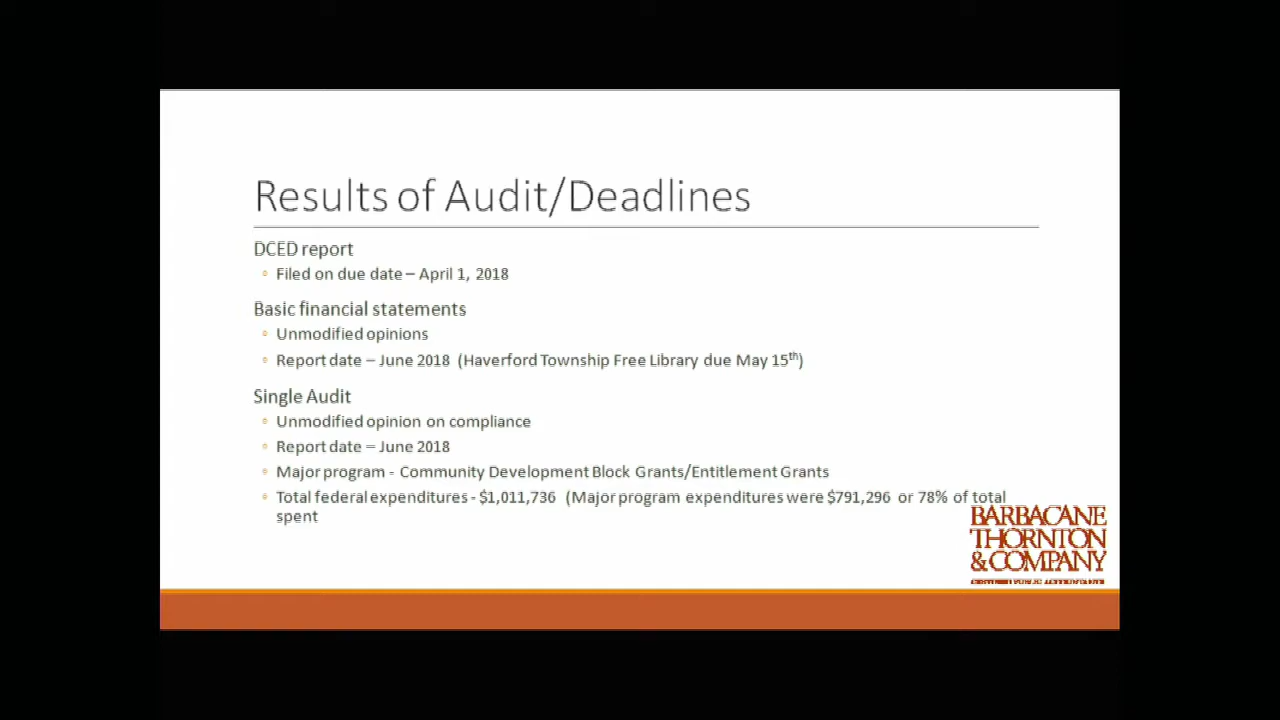 Results of Audit/Deadlines
DCED report
◦ Filed on due date – April 1, 2018
Basic financial statements
◦ Unmodified opinions
◦ Report date – June 2018 (Haverford Township Free Library due May 15th)
Single Audit
◦ Unmodified opinion on compliance
◦ Report date – June 2018
◦ Major program - Community Development Block Grants/Entitlement Grants
◦ Total federal expenditures - $1,011,736 (Major program expenditures were $791,296 or 78% of total
spent
BARBACANE
THORNTON
& COMPANY
CERTIFIED PUBLIC ACCOUNTANTS